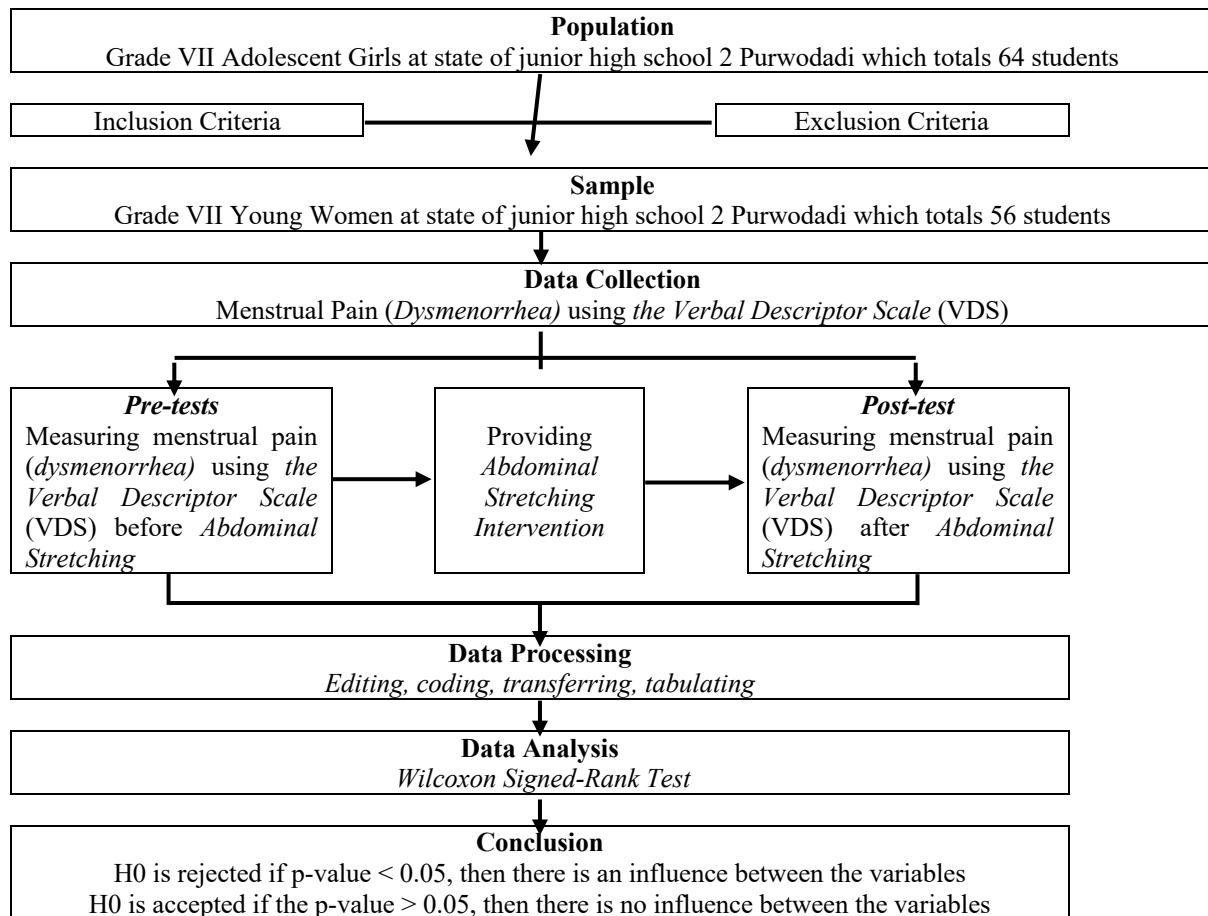 Population
Grade VII Adolescent Girls at state of junior high school 2 Purwodadi which totals 64 students
Inclusion Criteria
Exclusion Criteria
Sample
Grade VII Young Women at state of junior high school 2 Purwodadi which totals 56 students
Data Collection
Menstrual Pain (Dysmenorrhea) using the Verbal Descriptor Scale (VDS)
Pre-tests
Measuring menstrual pain
(dysmenorrhea) using the
Verbal Descriptor Scale
(VDS) before Abdominal
Stretching
Providing
Abdominal
Stretching
Intervention
Post-test
Measuring menstrual pain
(dysmenorrhea) using the
Verbal Descriptor Scale
(VDS) after Abdominal
Stretching
Data Processing
Editing, coding, transferring, tabulating
Data Analysis
Wilcoxon Signed-Rank Test
Conclusion
H0 is rejected if p-value < 0.05, then there is an influence between the variables
H0 is accepted if the p-value > 0.05, then there is no influence between the variables